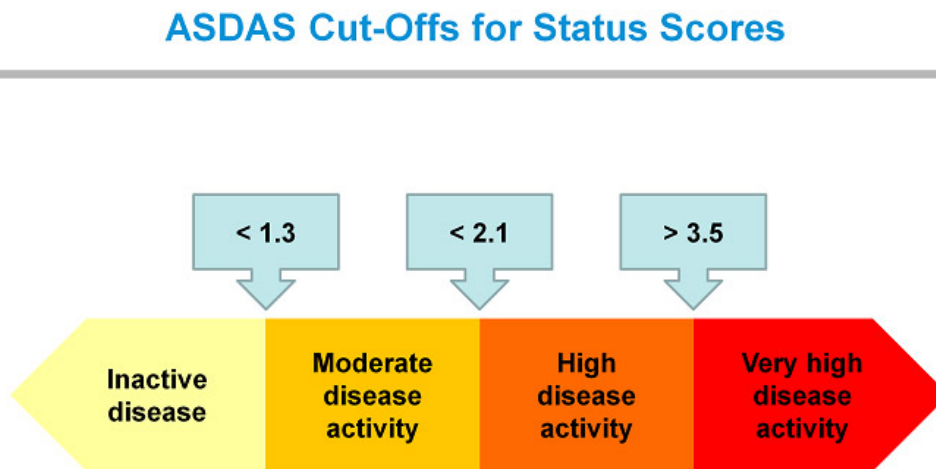 ASDAS Cut-Offs for Status Scores
< 1.3
< 2.1
> 3.5
Inactive
disease
Moderate
disease
activity
High
disease
activity
Very high
disease
activity